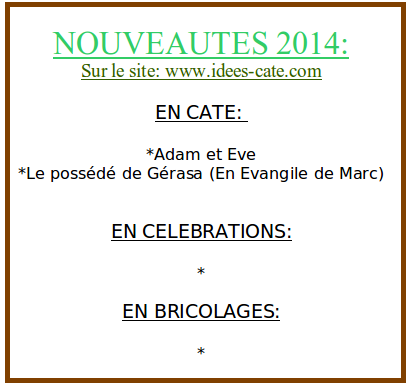 NOUVEAUTES 2014:
Sur le site: www.idees-cate.com
EN CATE:
*Adam et Eve
*Le possédé de Gérasa (En Evangile de Marc)
EN CELEBRATIONS:
*
EN BRICOLAGES:
*